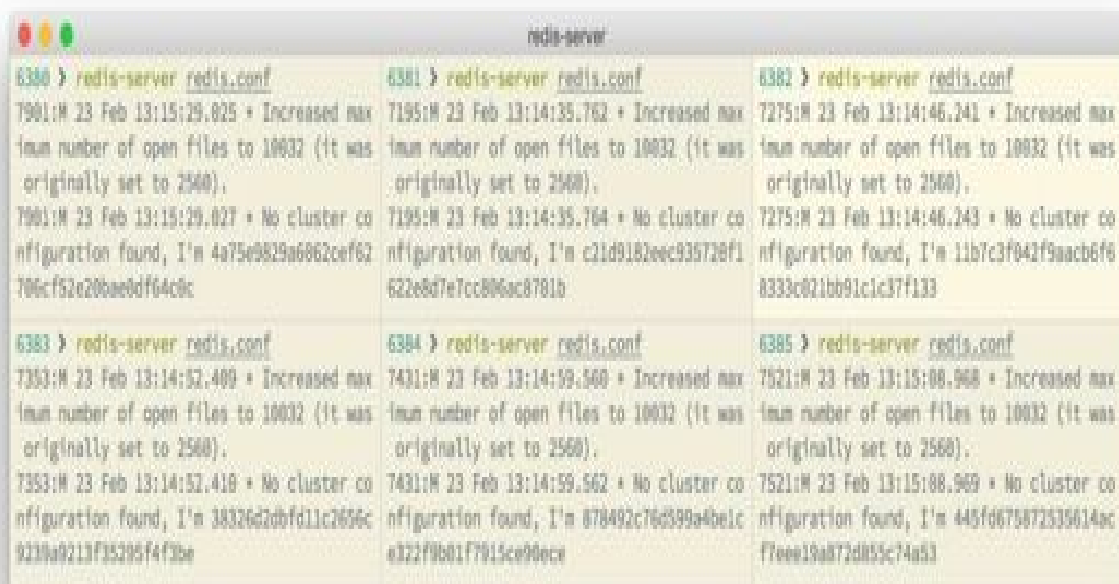 redis-server
6380 ❯ redis-server redis.conf
7901:M 23 Feb 13:15:29.025 * Increased max
imum number of open files to 10032 (it was
originally set to 2560).
7901:M 23 Feb 13:15:29.027 * No cluster co
nfiguration found, I'm
6381 ❯ redis-server redis.conf
7195:M 23 Feb 13:14:35.762 * Increased max
imum number of open files to 10032 (it was
originally set to 2560).
7195:M 23 Feb 13:14:35.764 * No cluster co
nfiguration found, I'm
6382 ❯ redis-server redis.conf
7275:M 23 Feb 13:14:46.241 * Increased max
imum number of open files to 10032 (it was
originally set to 2560).
7275:M 23 Feb 13:14:46.243 * No cluster co
nfiguration found, I'm
6383 ❯ redis-server redis.conf
7353:M 23 Feb 13:14:52.409 * Increased max
imum number of open files to 10032 (it was
originally set to 2560).
7353:M 23 Feb 13:14:52.410 * No cluster co
nfiguration found, I'm
6384 ❯ redis-server redis.conf
7431:M 23 Feb 13:14:59.560 * Increased max
imum number of open files to 10032 (it was
originally set to 2560).
7431:M 23 Feb 13:14:59.562 * No cluster co
nfiguration found, I'm
6385 ❯ redis-server redis.conf
7521:M 23 Feb 13:15:08.968 * Increased max
imum number of open files to 10032 (it was
originally set to 2560).
7521:M 23 Feb 13:15:08.969 * No cluster co
nfiguration found, I'm